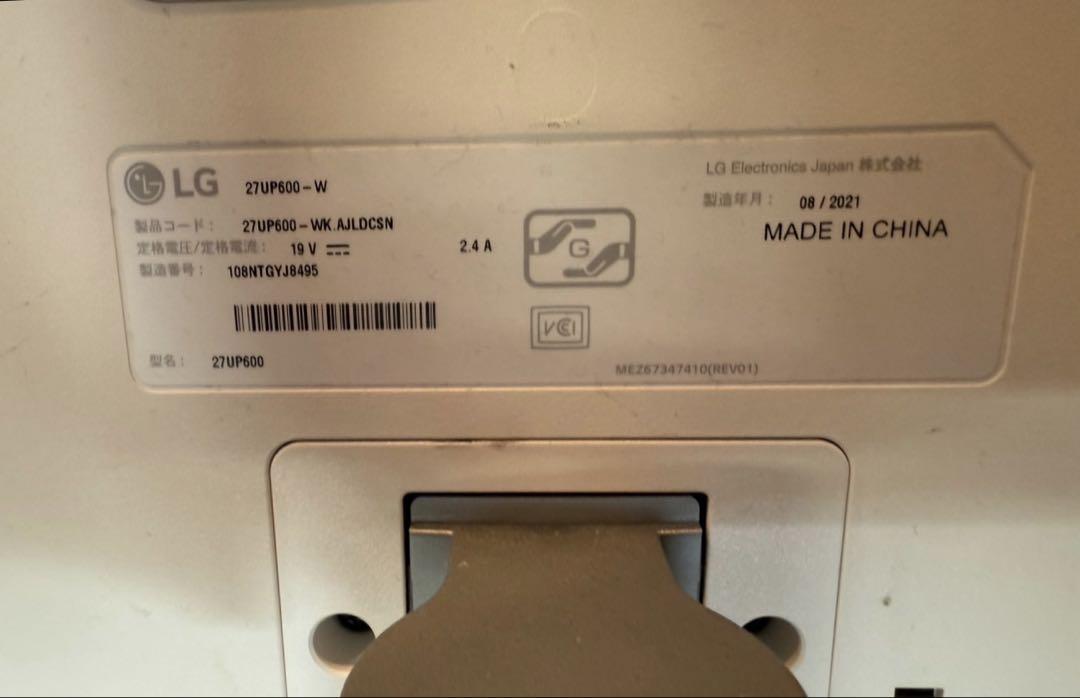 LG 27UP600-W
製品コード: 27UP600-WK.AJLDCSN
定格電圧/定格電流: 19 V 2.4 A
製造番号: 108NTGYJ8495
型名: 27UP600
G
VCI
LG Electronics Japan 株式会社
製造年月: 08 / 2021
MADE IN CHINA
MEZ67347410(REV01)